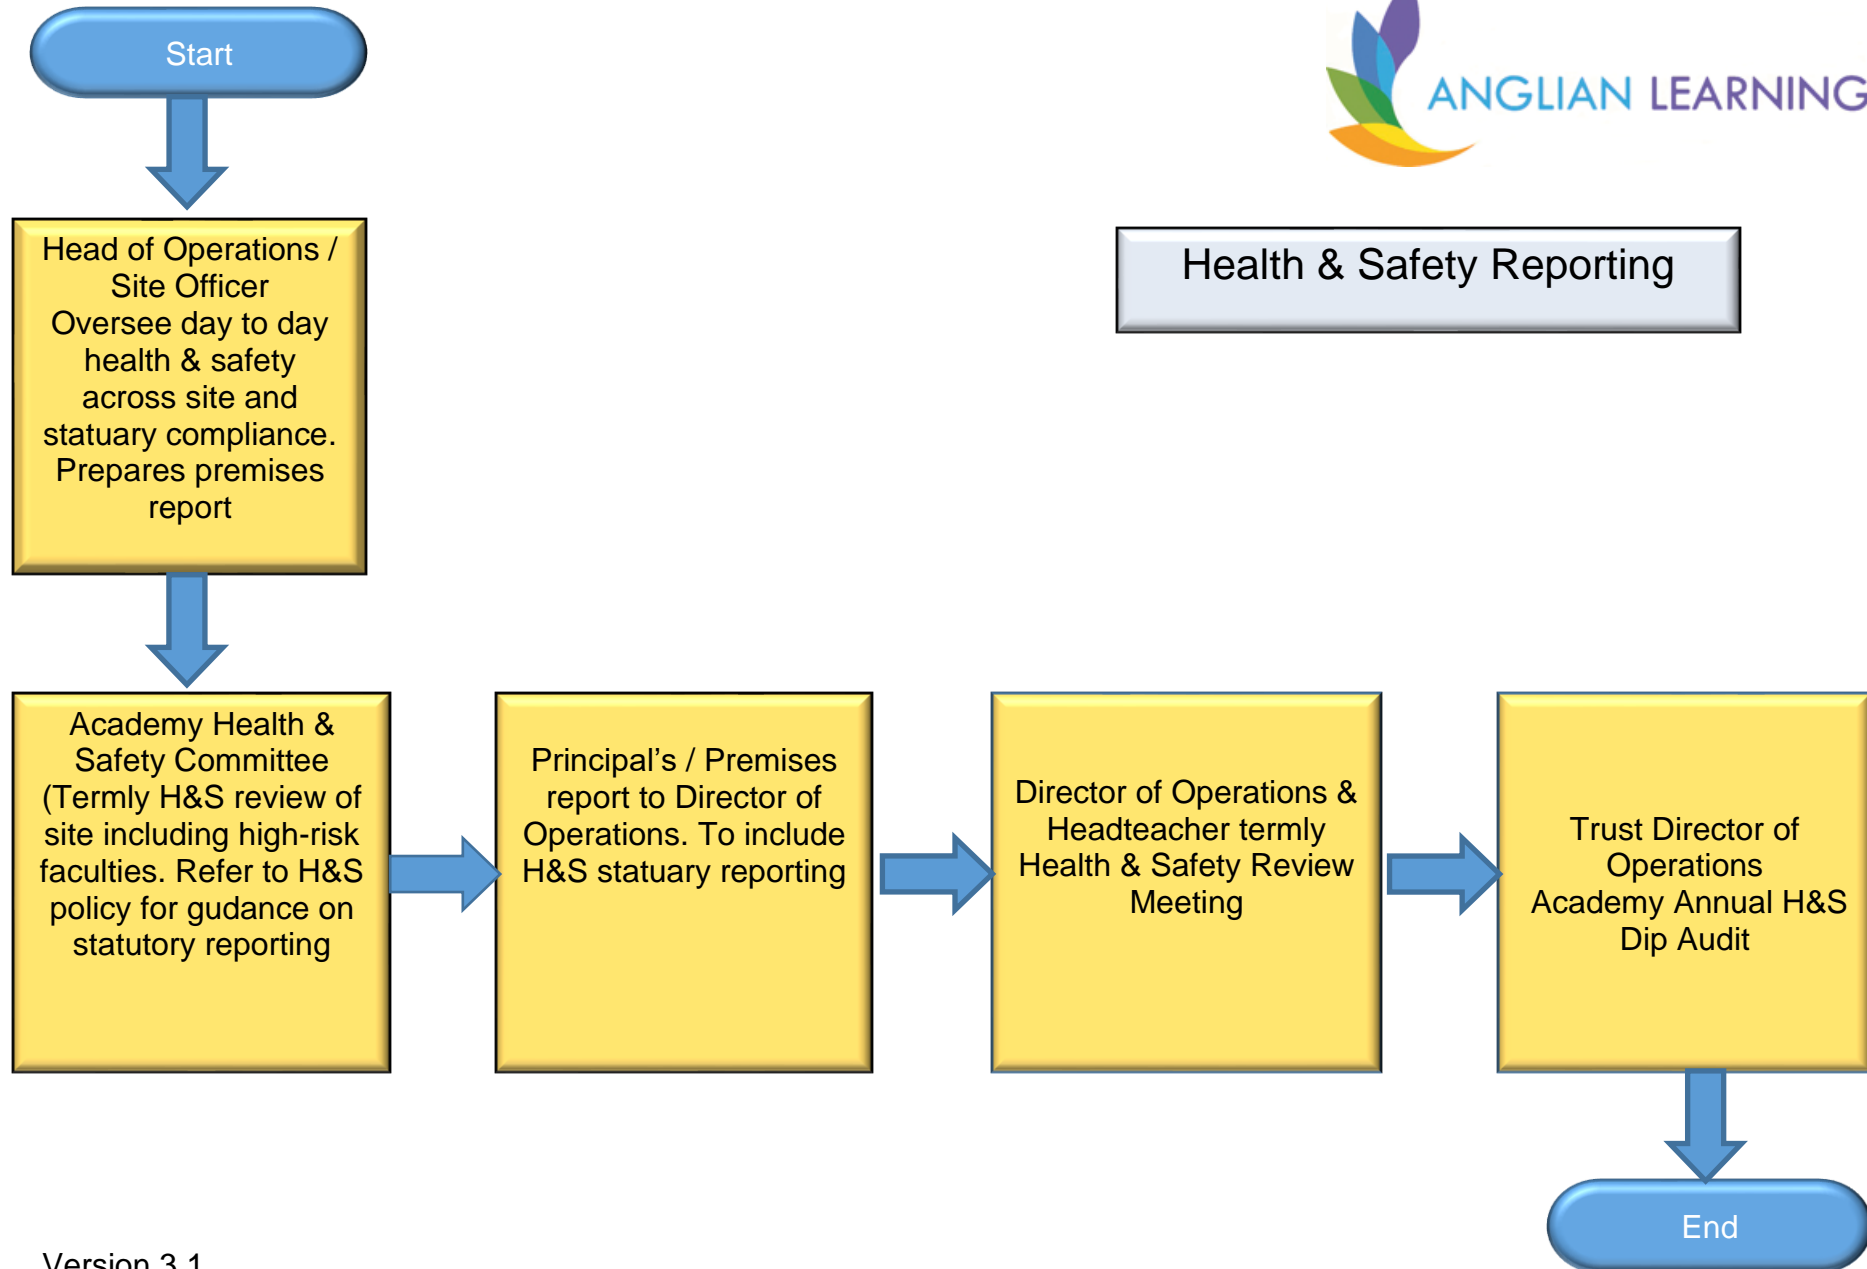 Start
ANGLIAN LEARNING
Head of Operations /
Site Officer
Oversee day to day
health & safety
across site and
statuary compliance.
Prepares premises
report
Health & Safety Reporting
Academy Health &
Safety Committee
(Termly H&S review of
site including high-risk
faculties. Refer to H&S
policy for gudance on
statutory reporting
Principal’s / Premises
report to Director of
Operations. To include
H&S statuary reporting
Director of Operations &
Headteacher termly
Health & Safety Review
Meeting
Trust Director of
Operations
Academy Annual H&S
Dip Audit
End
Version 3.1